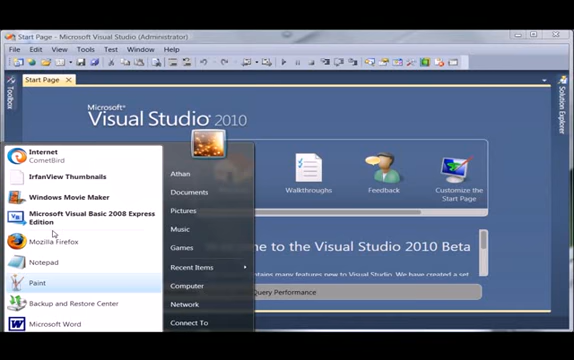 Start Page - Microsoft Visual Studio (Administrator)
File Edit View Tools Test Window Help
Start Page
Toolbox
Solution Explorer
Microsoft
Visual Studio 2010
Walkthroughs
Feedback
Customize the
Start Page
come to the Visual Studio 2010 Beta
contains many features new to Visual Studio. We have created a set
Query Performance
Internet
CometBird
IrfanView Thumbnails
Windows Movie Maker
Microsoft Visual Basic 2008 Express
Edition
Mozilla Firefox
Notepad
Paint
Backup and Restore Center
Microsoft Word
Athan
Documents
Pictures
Music
Games
Recent Items
Computer
Network
Connect To